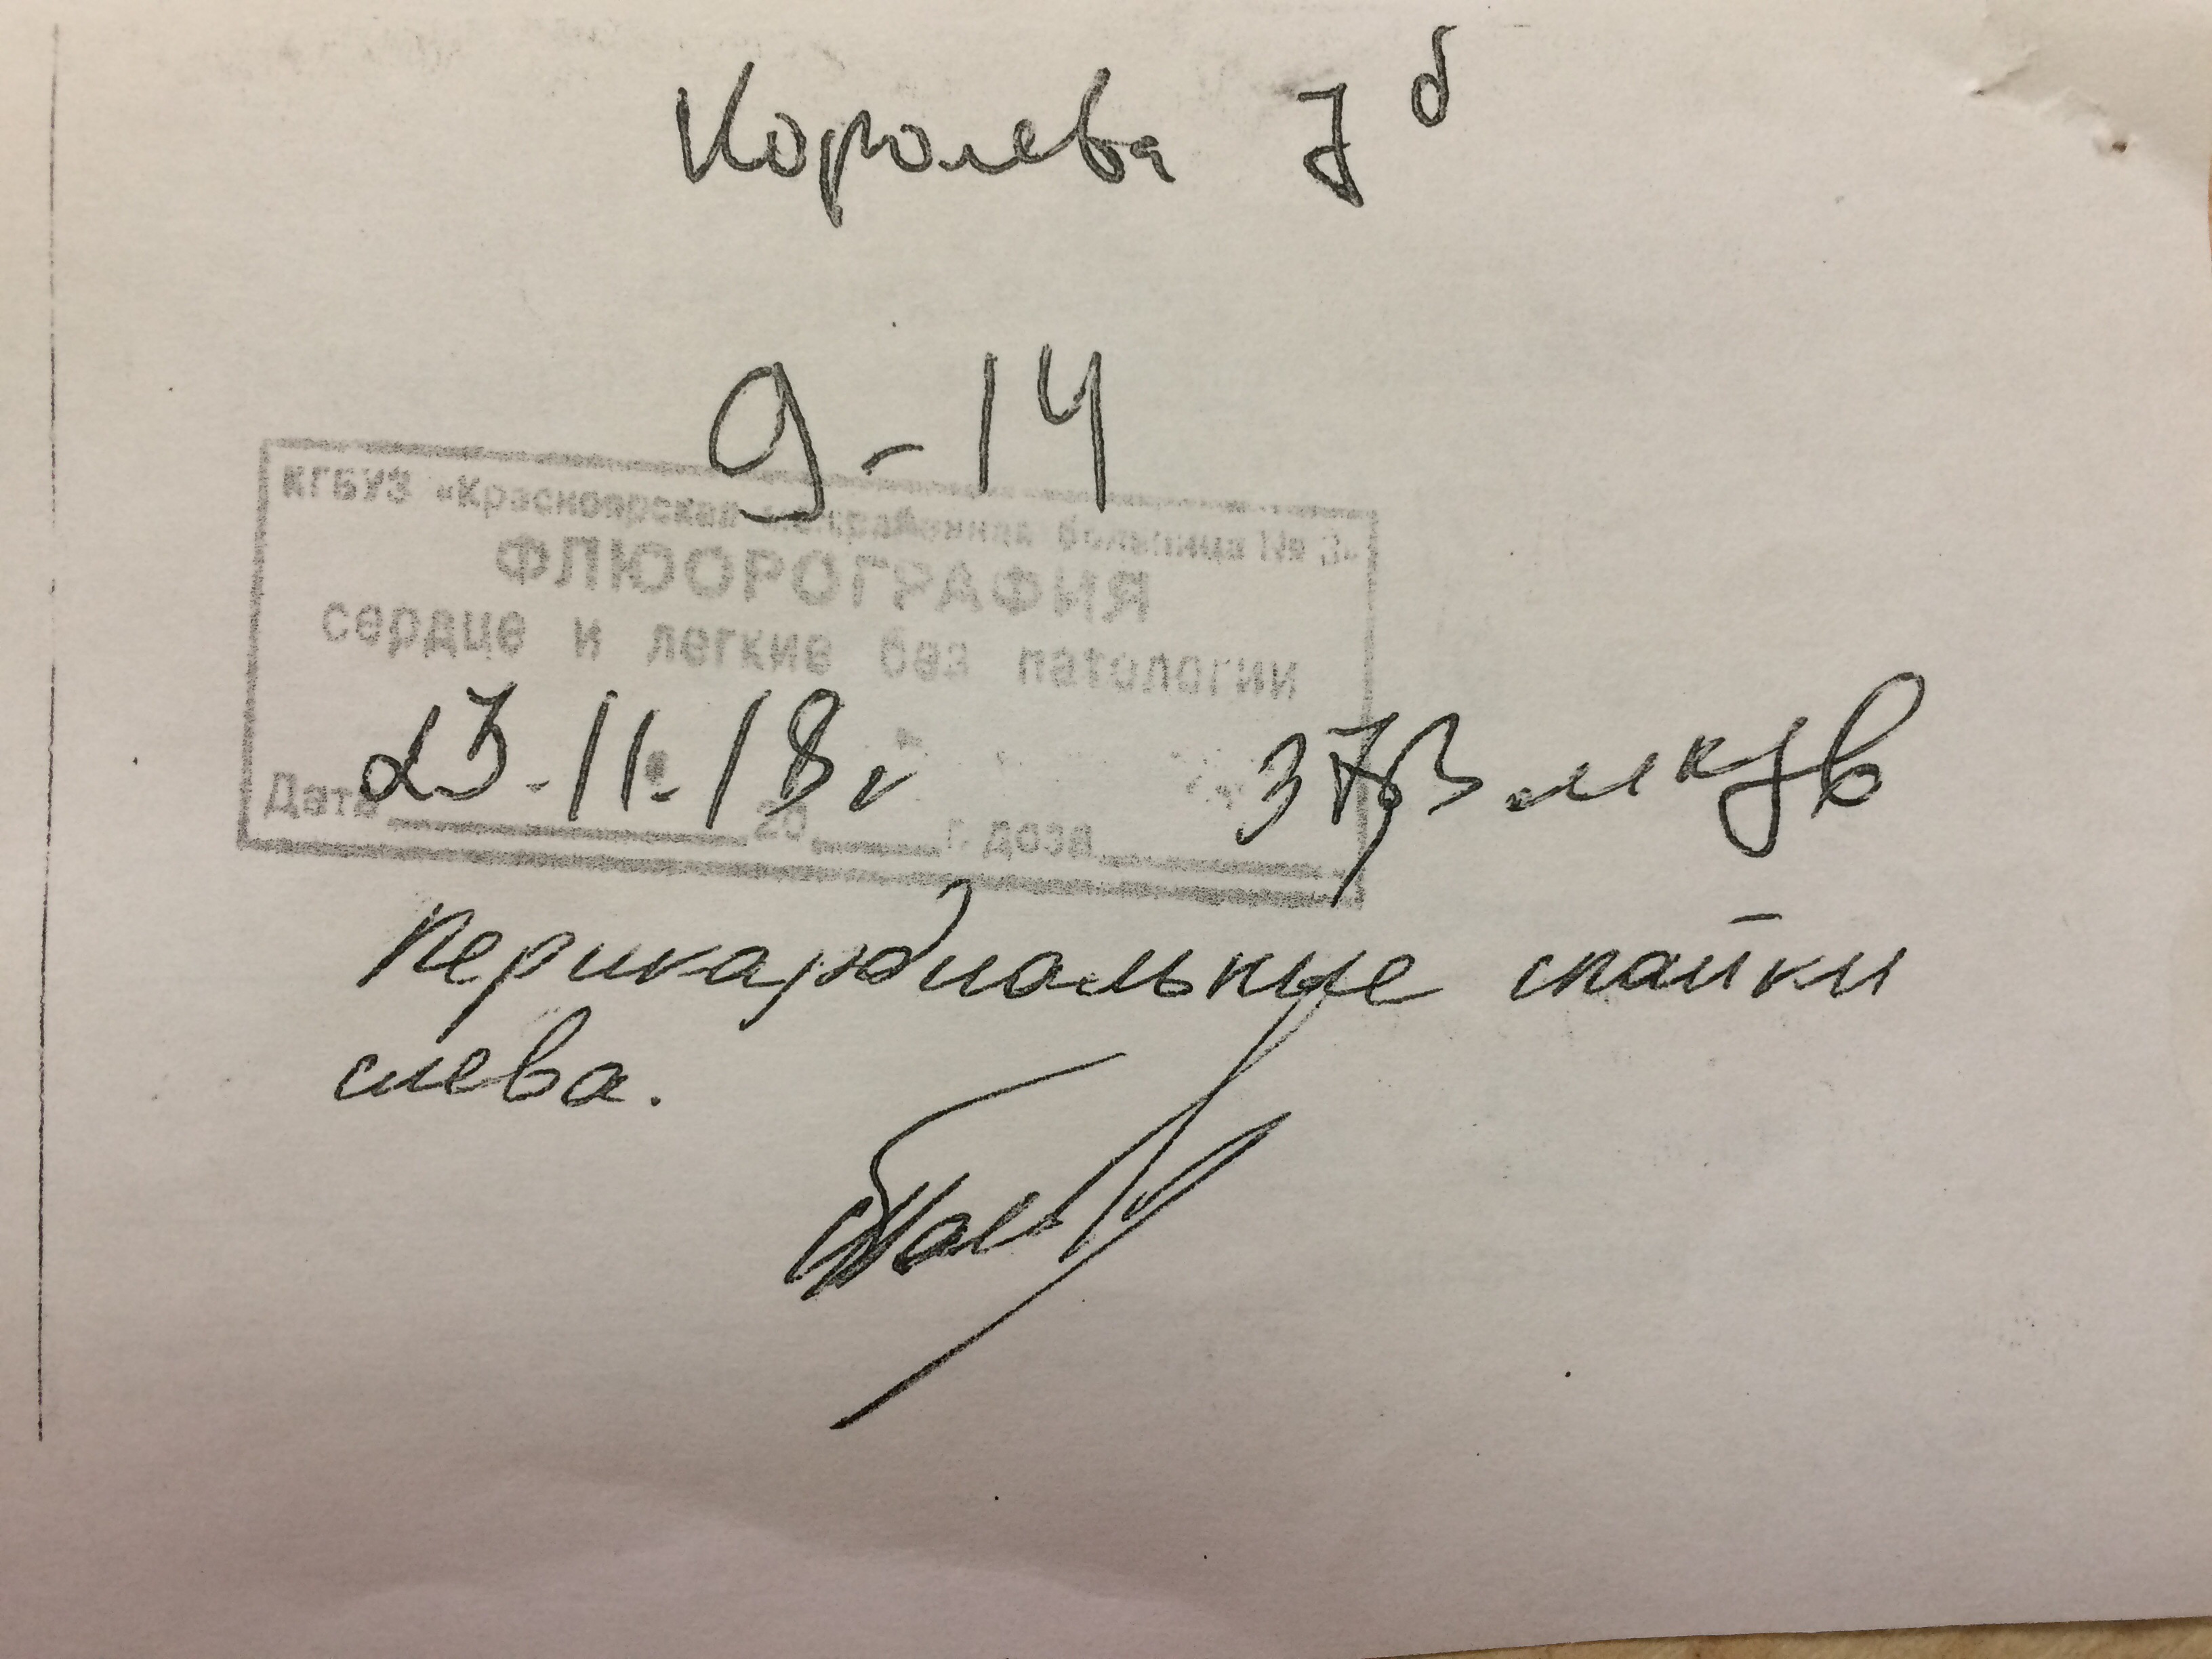 Королева 7б
9-14
КГБУЗ «Красноярская межрайонная больница № 3»
ФЛЮОРОГРАФИЯ
сердце и легкие без патологии
23.11.18г мкзв
Дата 20 г. доза
Перикардиальные спайки
слева.